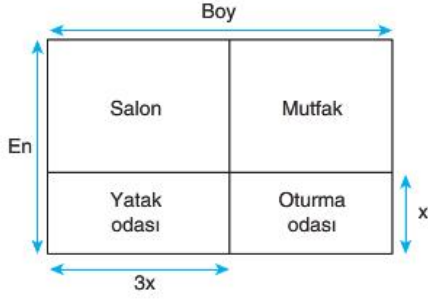 Boy
Salon
Mutfak
En
Yatak
odası
Oturma
odası
x
3x